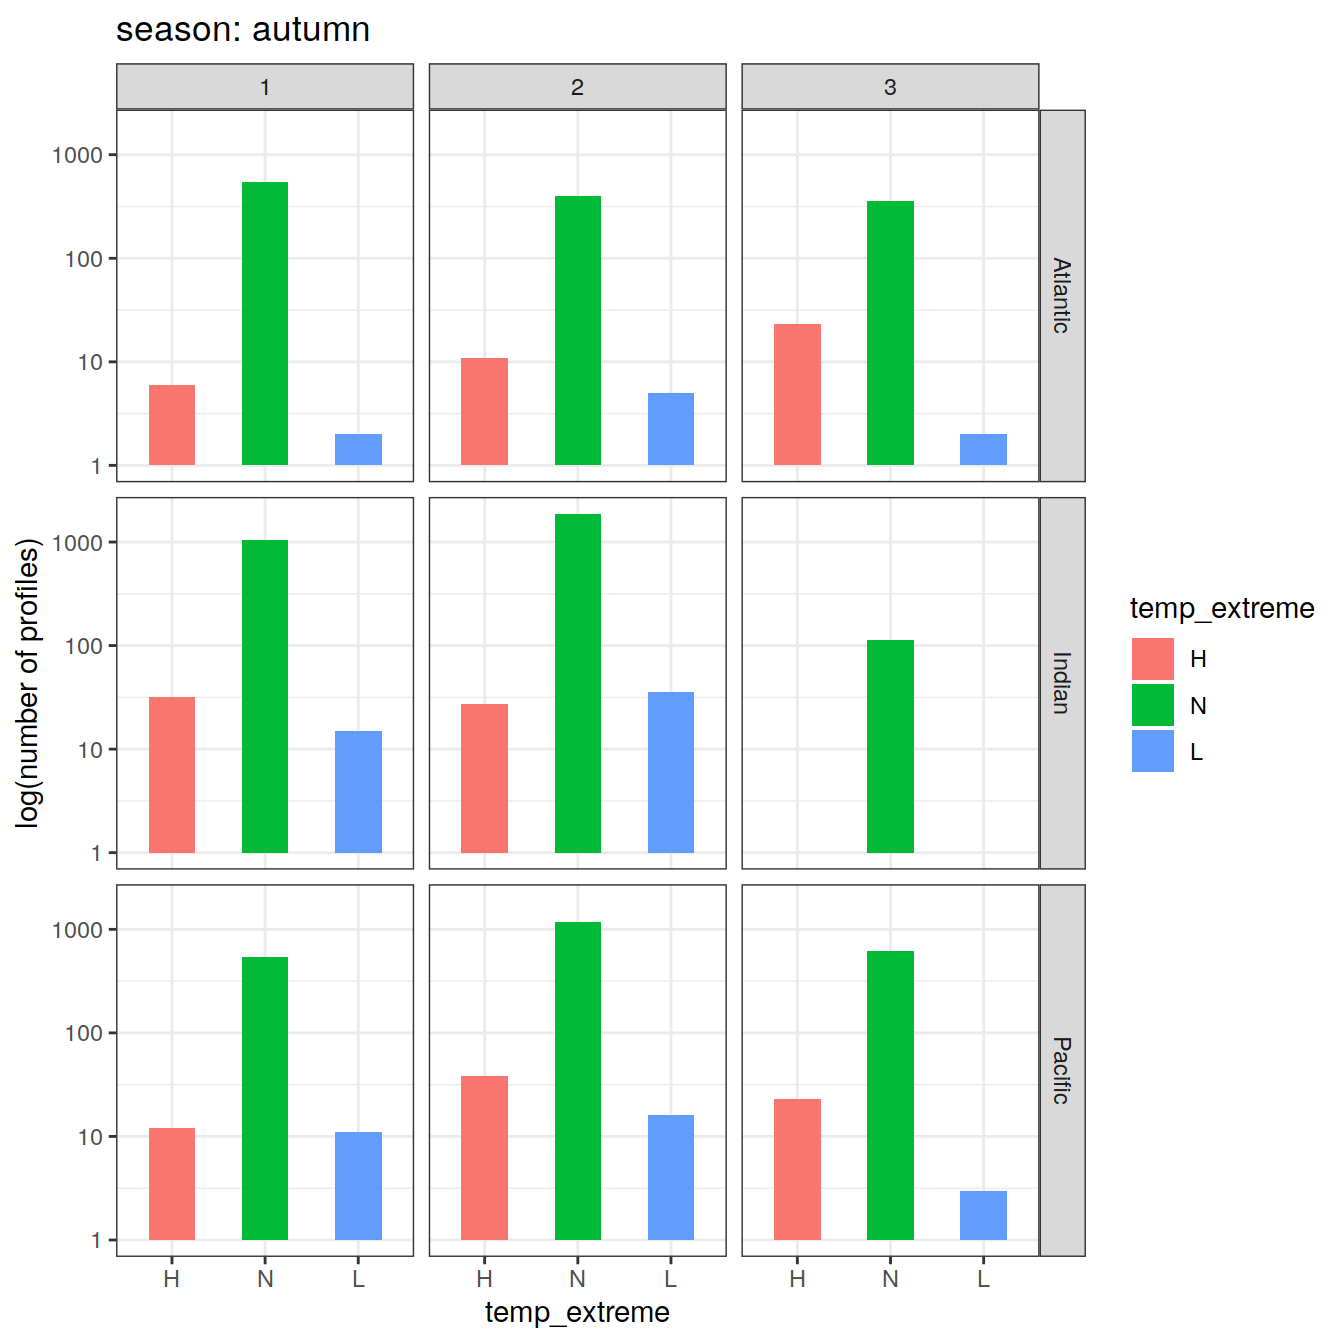 season: autumn
1 2 3
1000
100
10
1
Atlantic
1000
100
10
1
Indian
1000
100
10
1
Pacific
log(number of profiles)
H N L H N L H N L
temp_extreme
temp_extreme
H
N
L